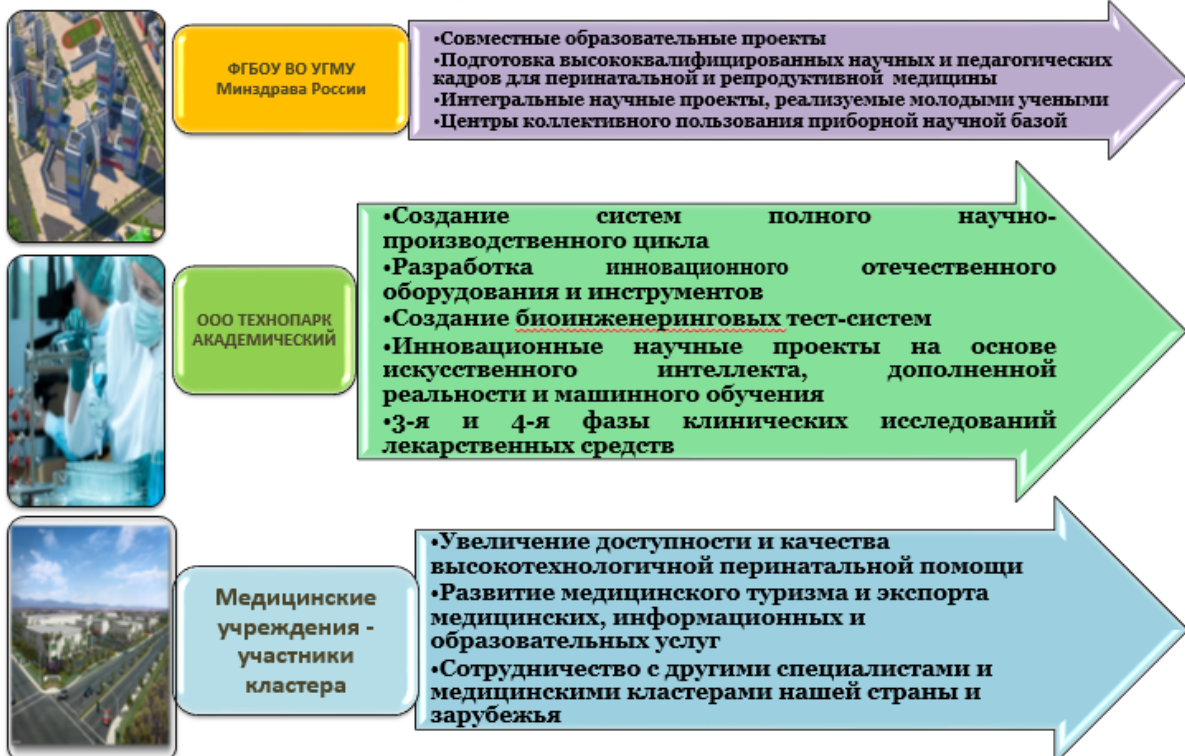 ФГБОУ ВО УГМУ
Минздрава России
•Совместные образовательные проекты
•Подготовка высококвалифицированных научных и педагогических
кадров для перинатальной и репродуктивной медицины
•Интегральные научные проекты, реализуемые молодыми учеными
•Центры коллективного пользования приборной научной базой
ООО ТЕХНОПАРК
АКАДЕМИЧЕСКИЙ
•Создание систем полного научно-
производственного цикла
•Разработка инновационного отечественного
оборудования и инструментов
•Создание биоинженеринговых тест-систем
•Инновационные научные проекты на основе
искусственного интеллекта, дополненной
реальности и машинного обучения
•3-я и 4-я фазы клинических исследований
лекарственных средств
Медицинские
учреждения -
участники
кластера
•Увеличение доступности и качества
высокотехнологичной перинатальной помощи
•Развитие медицинского туризма и экспорта
медицинских, информационных и
образовательных услуг
•Сотрудничество с другими специалистами и
медицинскими кластерами нашей страны и
зарубежья